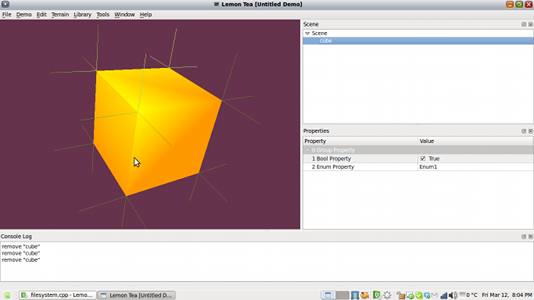 Lemon Tea [Untitled Demo]
File Demo Edit Terrain Library Tools Window Help
Scene
Scene
cube
Properties
Property Value
0 Group Property
1 Bool Property True
2 Enum Property Enum1
Console Log
remove "cube"
remove "cube"
remove "cube"
filesystem.cpp - Lemo... Lemon Tea [Untitled D... 0 °C Fri Mar 12, 8:04 PM